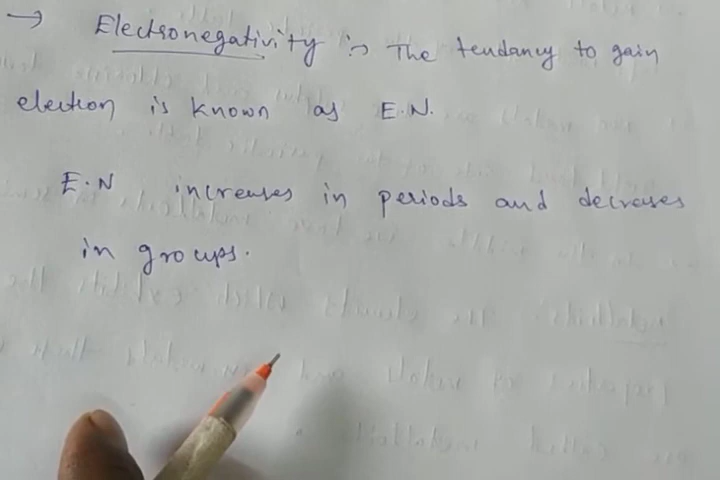 → Electronegativity :→ The tendancy to gain
election is known as E.N.
E.N increases in periods and decreases
in groups.